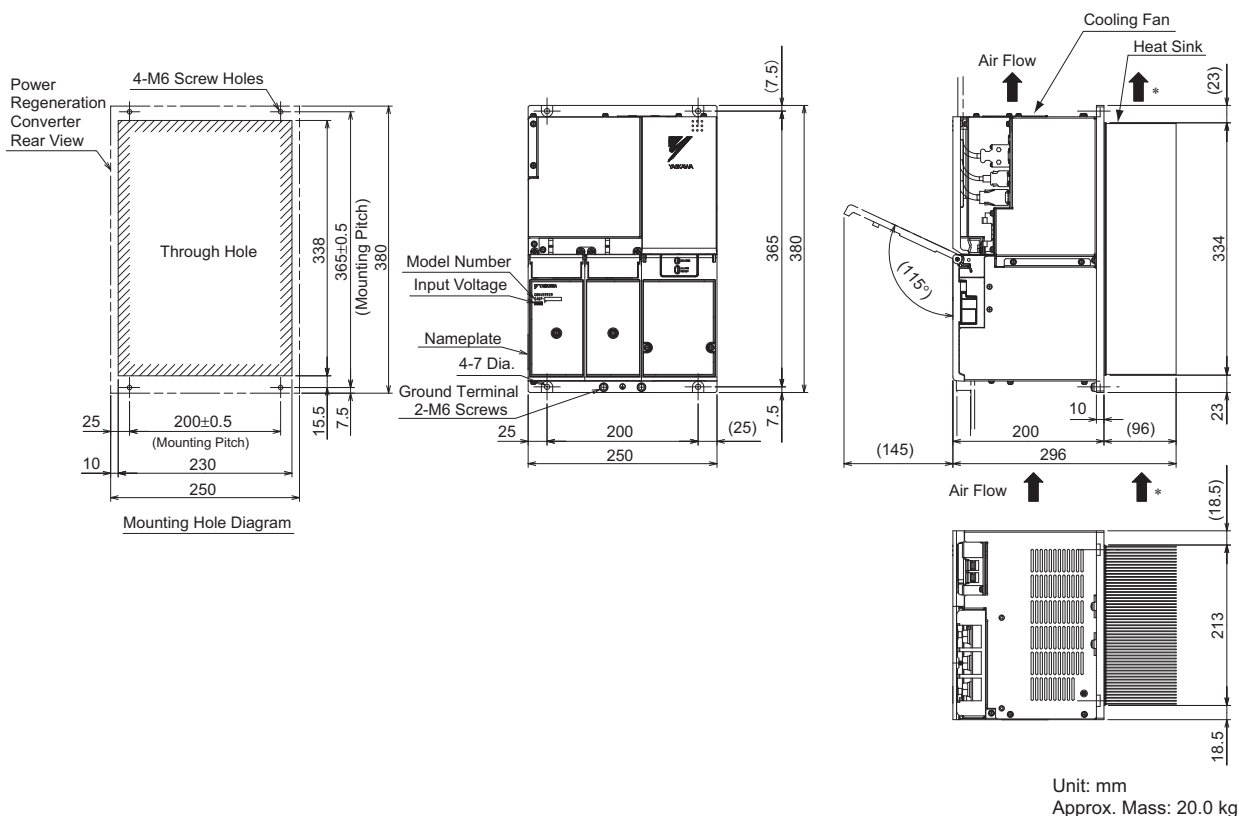 Power
Regeneration
Converter
Rear View
4-M6 Screw Holes
Through Hole
338
365±0.5
(Mounting Pitch)
380
25
200±0.5
(Mounting Pitch)
15.5
7.5
10
230
250
Mounting Hole Diagram
(7.5)
YASKAWA
365
380
Model Number
Input Voltage
YASKAWA
CONVERTER
Nameplate
4-7 Dia.
Ground Terminal
2-M6 Screws
25
200
(25)
7.5
250
Cooling Fan
Heat Sink
Air Flow
*
(23)
(115°)
334
10
23
200
(96)
(145)
296
Air Flow
*
(18.5)
213
18.5
Unit: mm
Approx. Mass: 20.0 kg